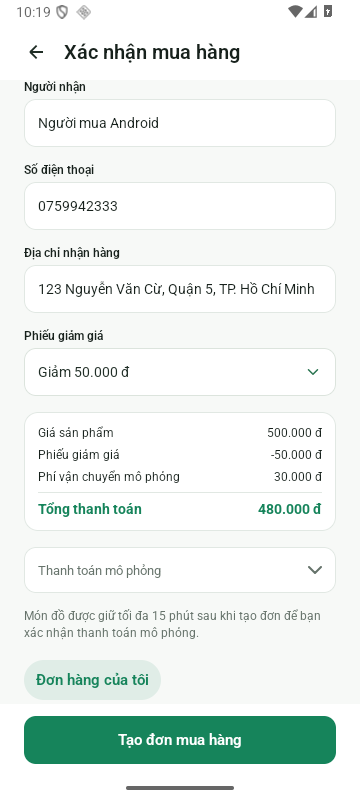 10:19
Xác nhận mua hàng
Người nhận
Người mua Android
Số điện thoại
0759942333
Địa chỉ nhận hàng
123 Nguyễn Văn Cừ, Quận 5, TP. Hồ Chí Minh
Phiếu giảm giá
Giảm 50.000 đ
Giá sản phẩm 500.000 đ
Phiếu giảm giá -50.000 đ
Phí vận chuyển mô phỏng 30.000 đ
Tổng thanh toán 480.000 đ
Thanh toán mô phỏng
Món đồ được giữ tối đa 15 phút sau khi tạo đơn để bạn
xác nhận thanh toán mô phỏng.
Đơn hàng của tôi
Tạo đơn mua hàng